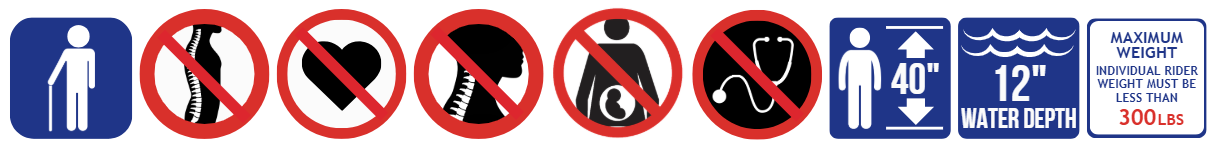 40"
12"
WATER DEPTH
MAXIMUM
WEIGHT
INDIVIDUAL RIDER
WEIGHT MUST BE
LESS THAN
300LBS